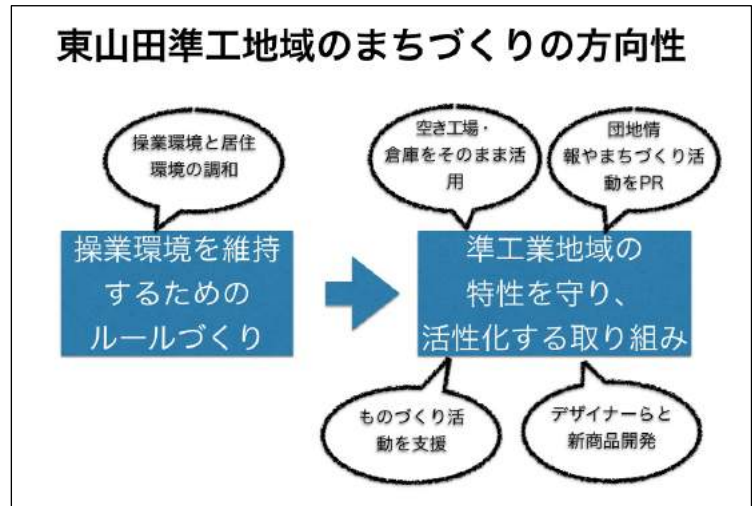 東山田準工地域のまちづくりの方向性
操業環境と居住
環境の調和
操業環境を維持
するための
ルールづくり
空き工場・
倉庫をそのまま活
用
団地情
報やまちづくり活
動をPR
準工業地域の
特性を守り、
活性化する取り組み
ものづくり活
動を支援
デザイナーらと
新商品開発